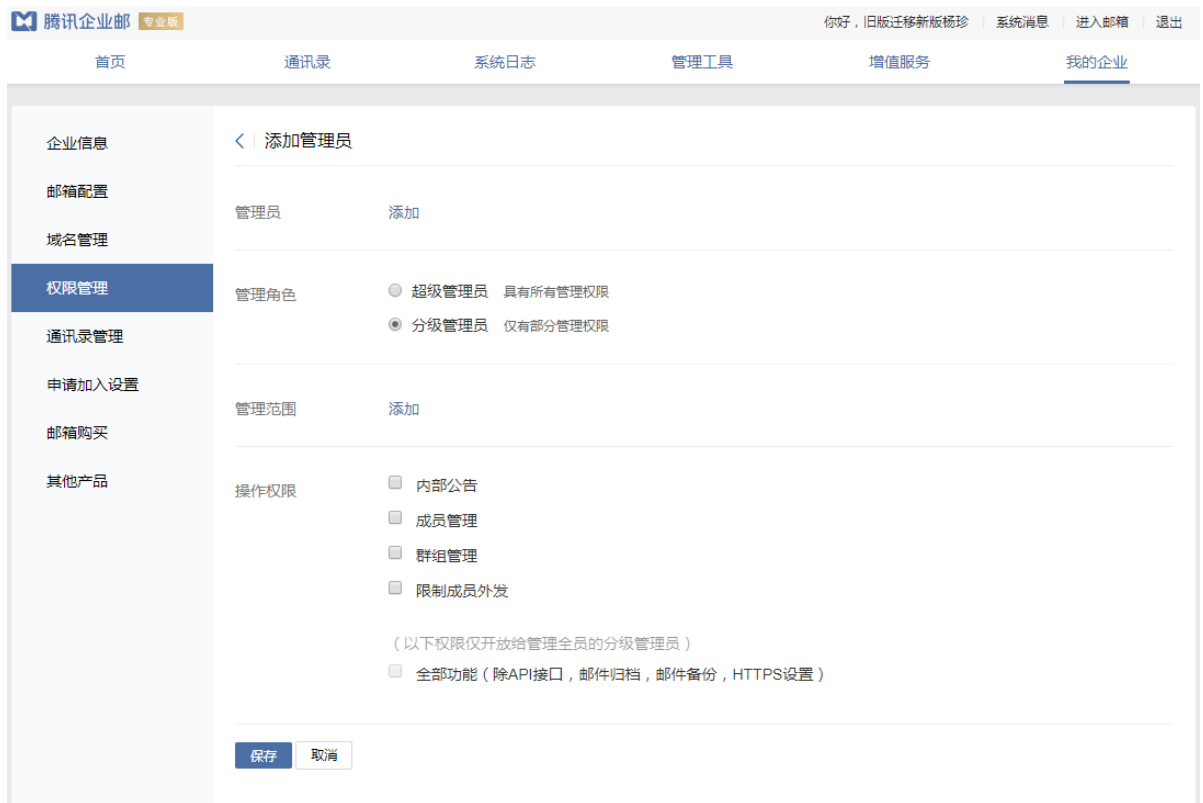 腾讯企业邮 专业版 你好，旧版迁移新版杨珍 系统消息 进入邮箱 退出
首页 通讯录 系统日志 管理工具 增值服务 我的企业
企业信息
邮箱配置
域名管理
权限管理
通讯录管理
申请加入设置
邮箱购买
其他产品
添加管理员
管理员 添加
管理角色
超级管理员 具有所有管理权限
分级管理员 仅有部分管理权限
管理范围 添加
操作权限
内部公告
成员管理
群组管理
限制成员外发
（以下权限仅开放给管理全员的分级管理员）
全部功能（除API接口，邮件归档，邮件备份，HTTPS设置）
保存 取消